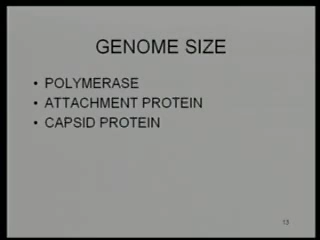 GENOME SIZE
• POLYMERASE
• ATTACHMENT PROTEIN
• CAPSID PROTEIN
13